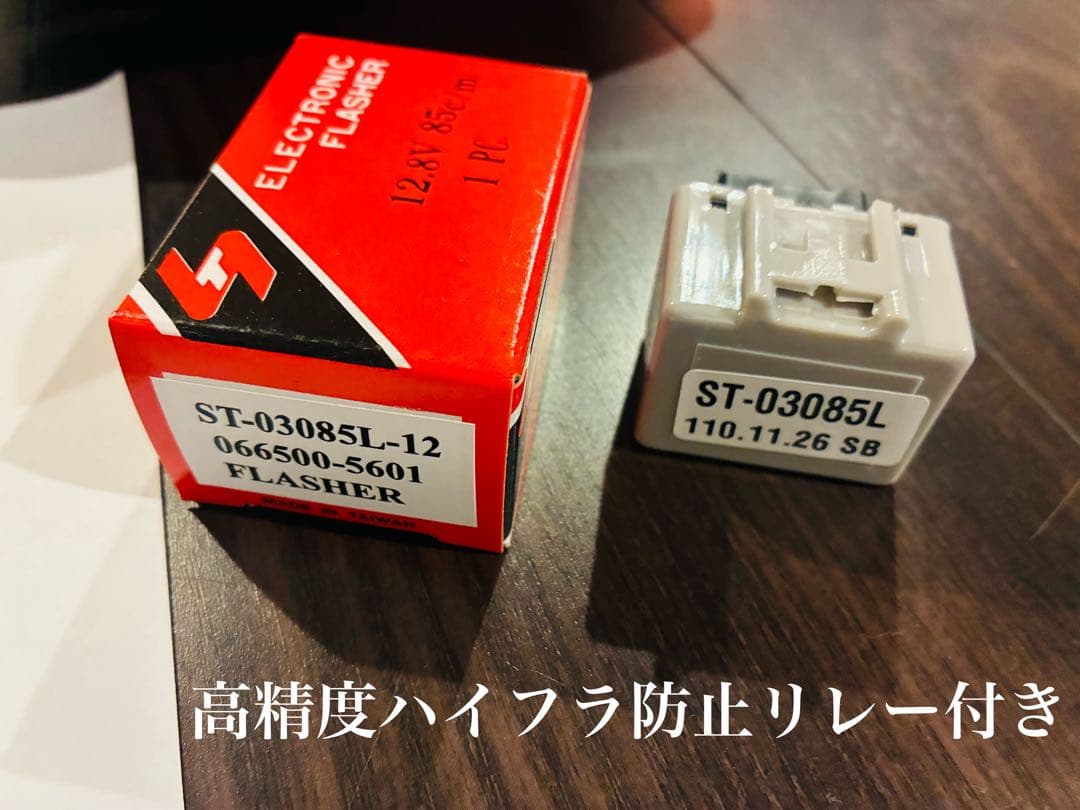 ELECTRONIC
FLASHER
12.8V 85c/m
1 PC
ST-03085L-12
066500-5601
FLASHER
MADE IN TAIWAN
ST-03085L
110.11.26 SB
高精度ハイフラ防止リレー付き